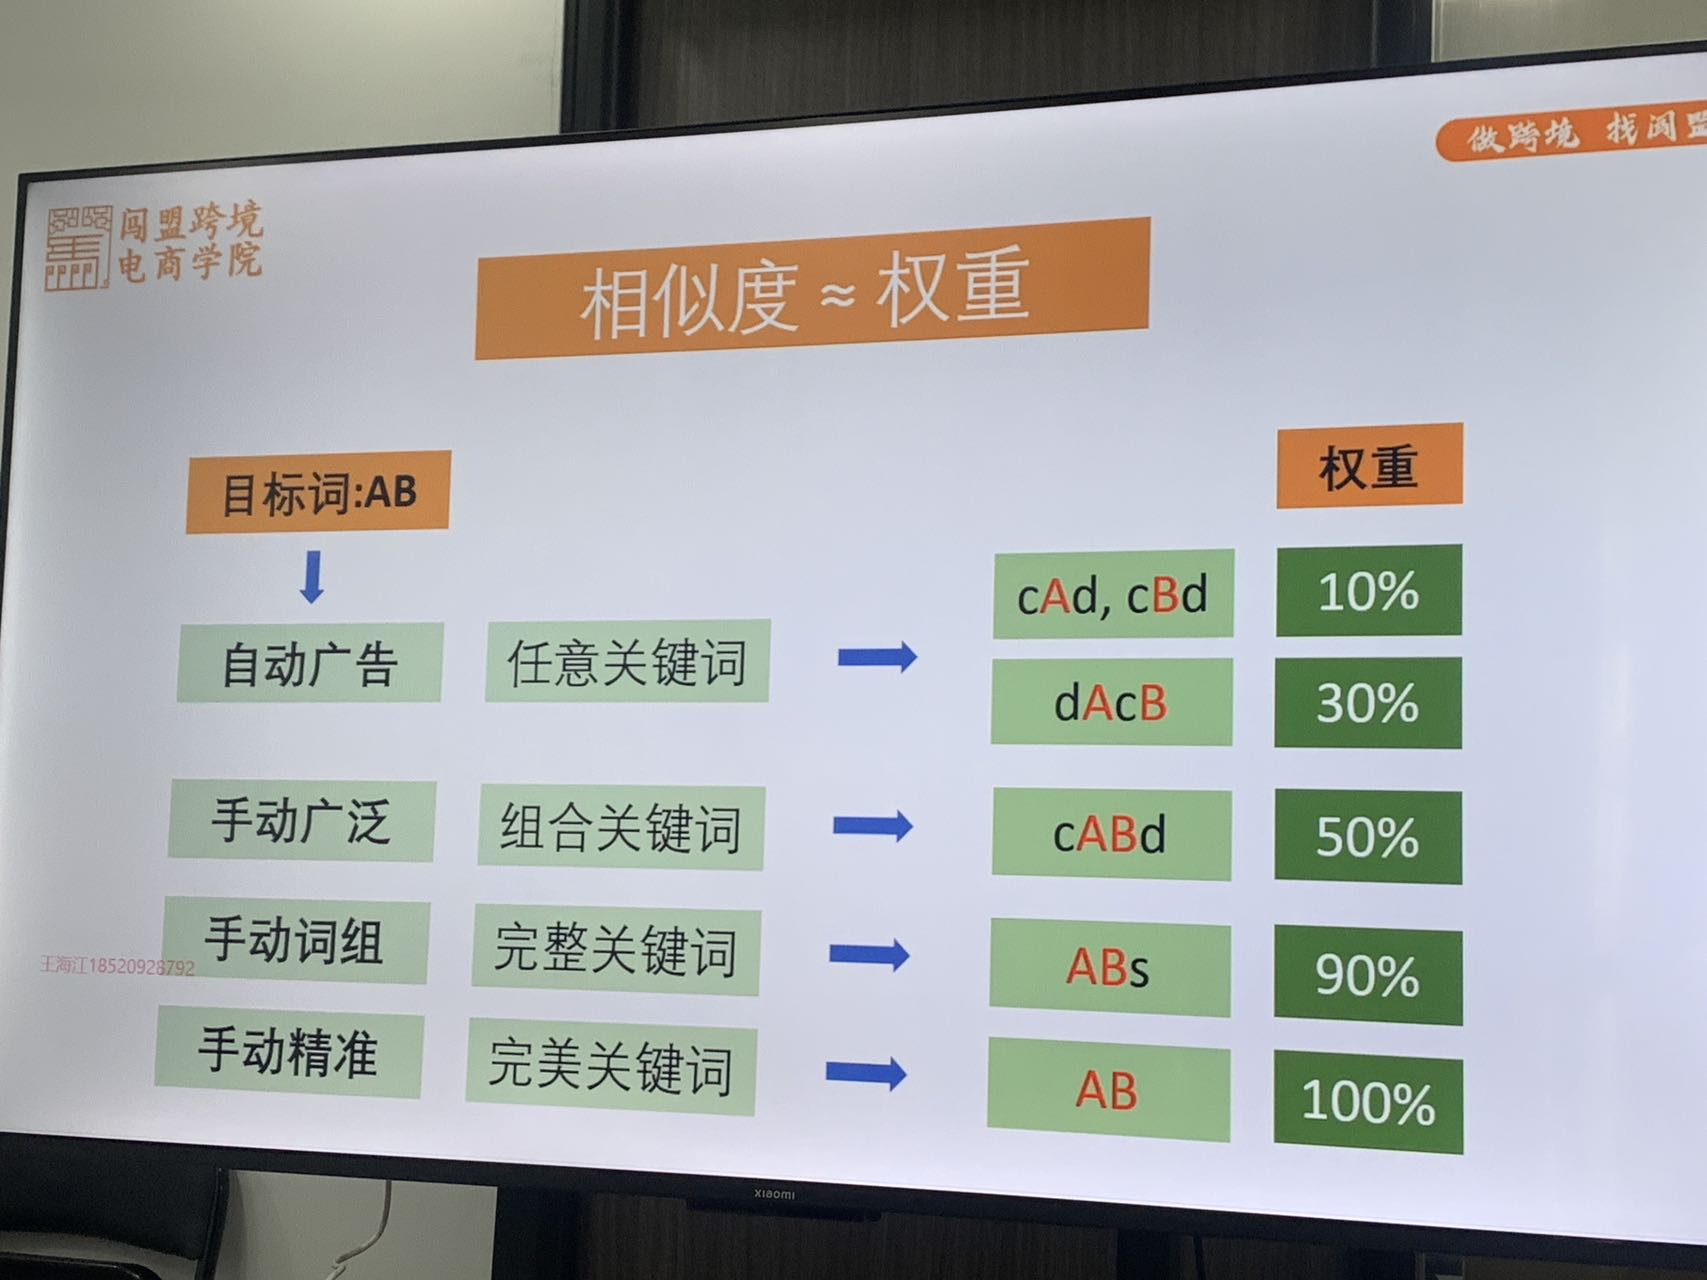 闯盟跨境
电商学院
做跨境 找闯盟
相似度≈权重
目标词:AB
权重
自动广告 任意关键词 cAd, cBd 10%
dAcB 30%
手动广泛 组合关键词 cABd 50%
手动词组 完整关键词 ABs 90%
手动精准 完美关键词 AB 100%
王海江18520928792
xiaomi